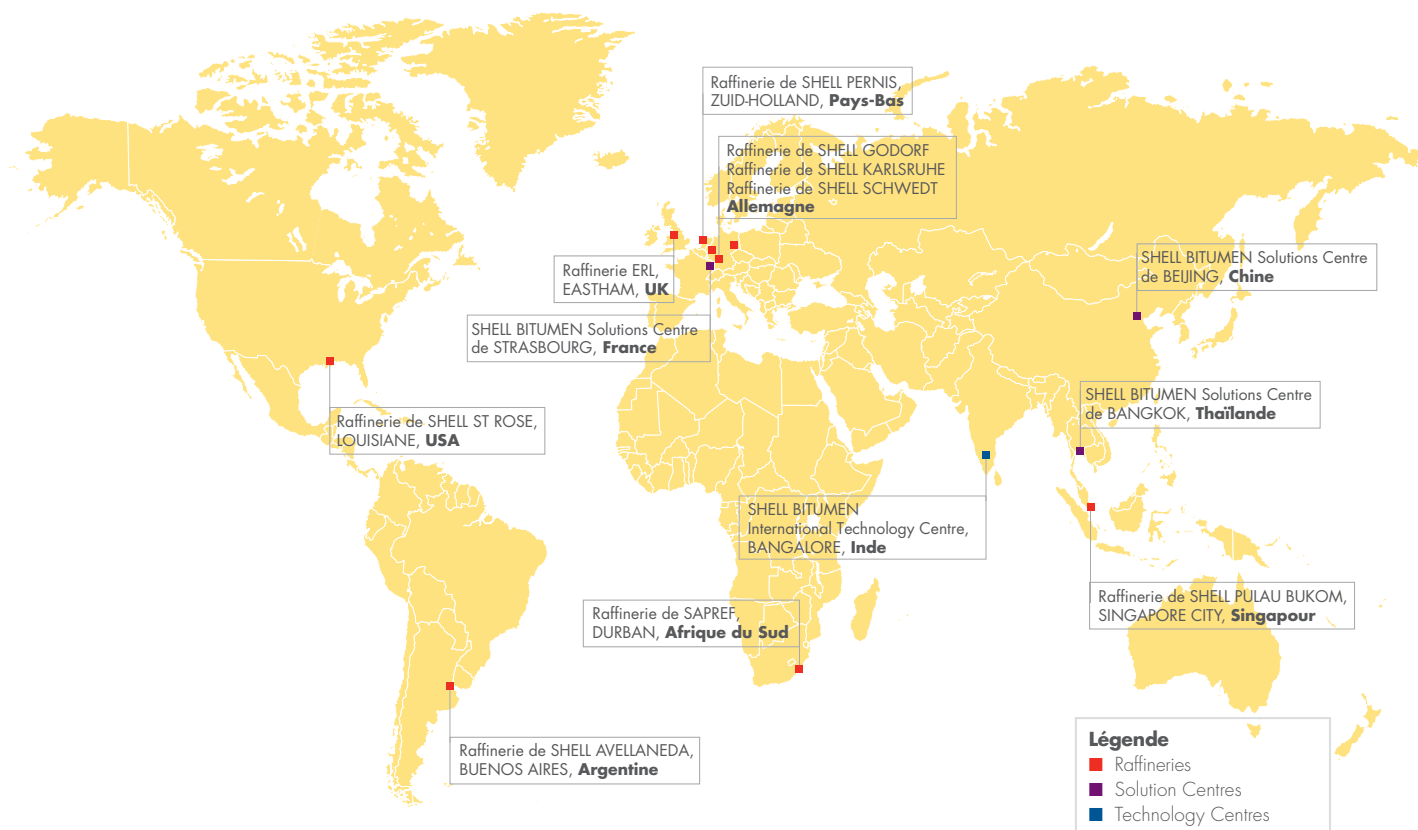 Raffinerie de SHELL PERNIS,
ZUID-HOLLAND, Pays-Bas
Raffinerie de SHELL GODORF
Raffinerie de SHELL KARLSRUHE
Raffinerie de SHELL SCHWEDT
Allemagne
Raffinerie ERL,
EASTHAM, UK
SHELL BITUMEN Solutions Centre
de BEIJING, Chine
SHELL BITUMEN Solutions Centre
de STRASBOURG, France
SHELL BITUMEN Solutions Centre
de BANGKOK, Thaïlande
Raffinerie de SHELL ST ROSE,
LOUISIANE, USA
SHELL BITUMEN
International Technology Centre,
BANGALORE, Inde
Raffinerie de SHELL PULAU BUKOM,
SINGAPORE CITY, Singapour
Raffinerie de SAPREF,
DURBAN, Afrique du Sud
Raffinerie de SHELL AVELLANEDA,
BUENOS AIRES, Argentine
Légende
Raffineries
Solution Centres
Technology Centres